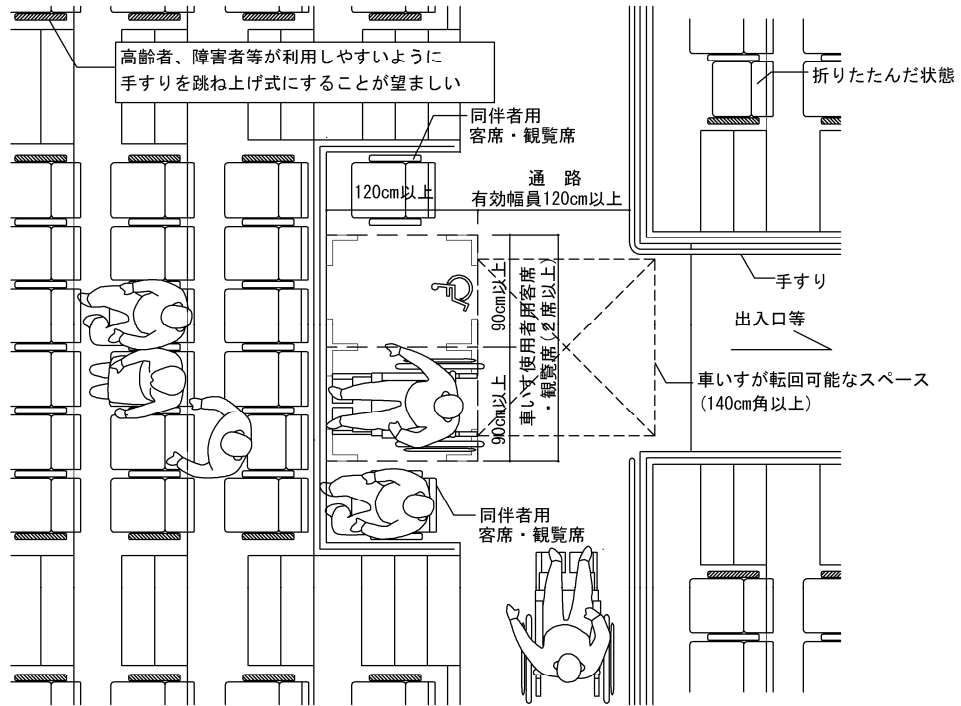 高齢者、障害者等が利用しやすいように
手すりを跳ね上げ式にすることが望ましい
折りたたんだ状態
同伴者用
客席・観覧席
120cm以上
通 路
有効幅員120cm以上
手すり
90cm以上
90cm以上
車いす使用者用客席
・観覧席(2席以上)
出入口等
車いすが転回可能なスペース
(140cm角以上)
同伴者用
客席・観覧席